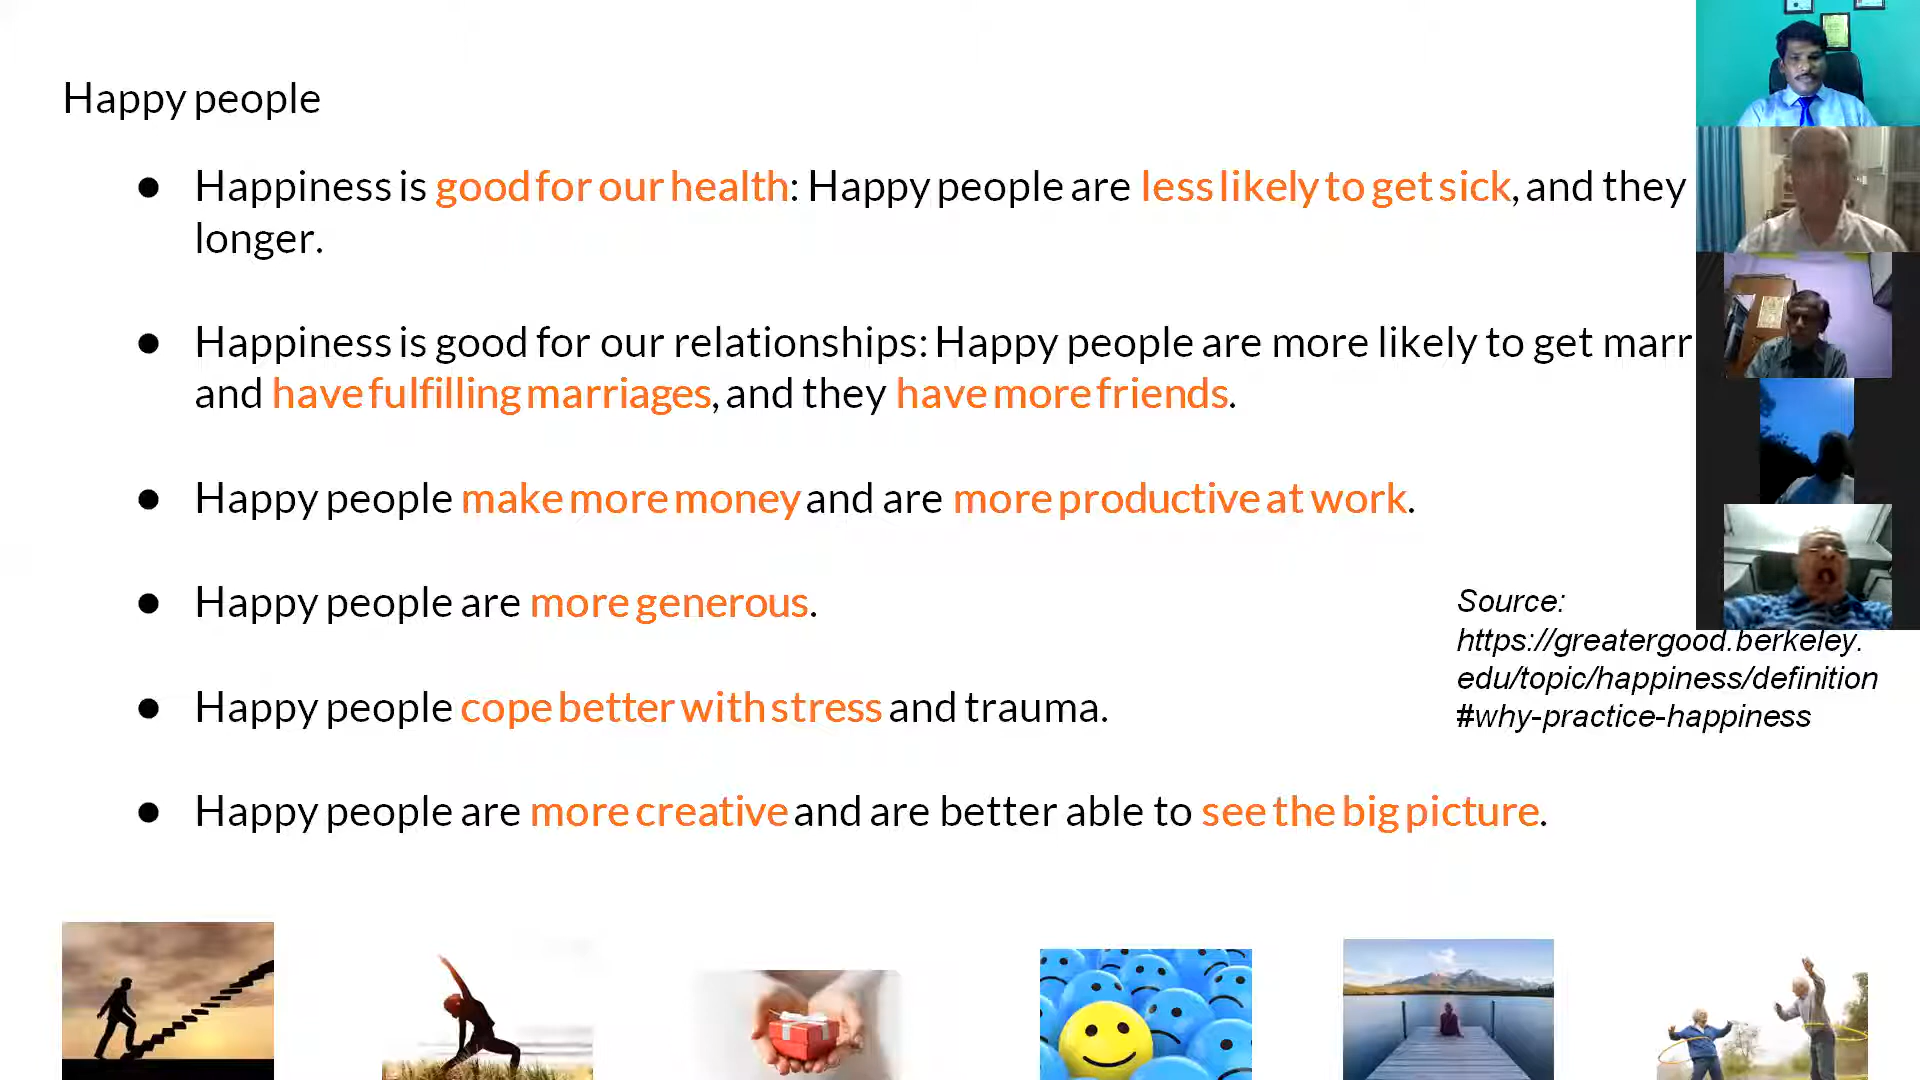 Happy people
● Happiness is good for our health: Happy people are less likely to get sick, and they
longer.
● Happiness is good for our relationships: Happy people are more likely to get marr
and have fulfilling marriages, and they have more friends.
● Happy people make more money and are more productive at work.
● Happy people are more generous.
● Happy people cope better with stress and trauma.
● Happy people are more creative and are better able to see the big picture.
Source:
https://greatergood.berkeley.
edu/topic/happiness/definition
#why-practice-happiness